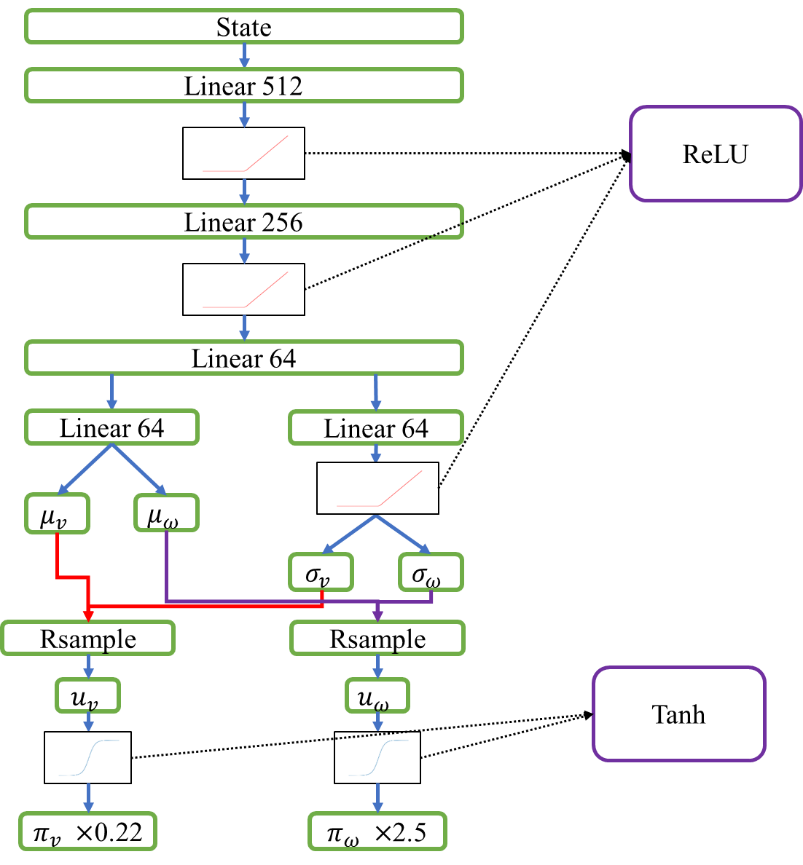 State
Linear 512
ReLU
Linear 256
Linear 64
Linear 64 Linear 64
μ_v μ_ω
σ_v σ_ω
Rsample Rsample
u_v u_ω
Tanh
π_v ×0.22 π_ω ×2.5